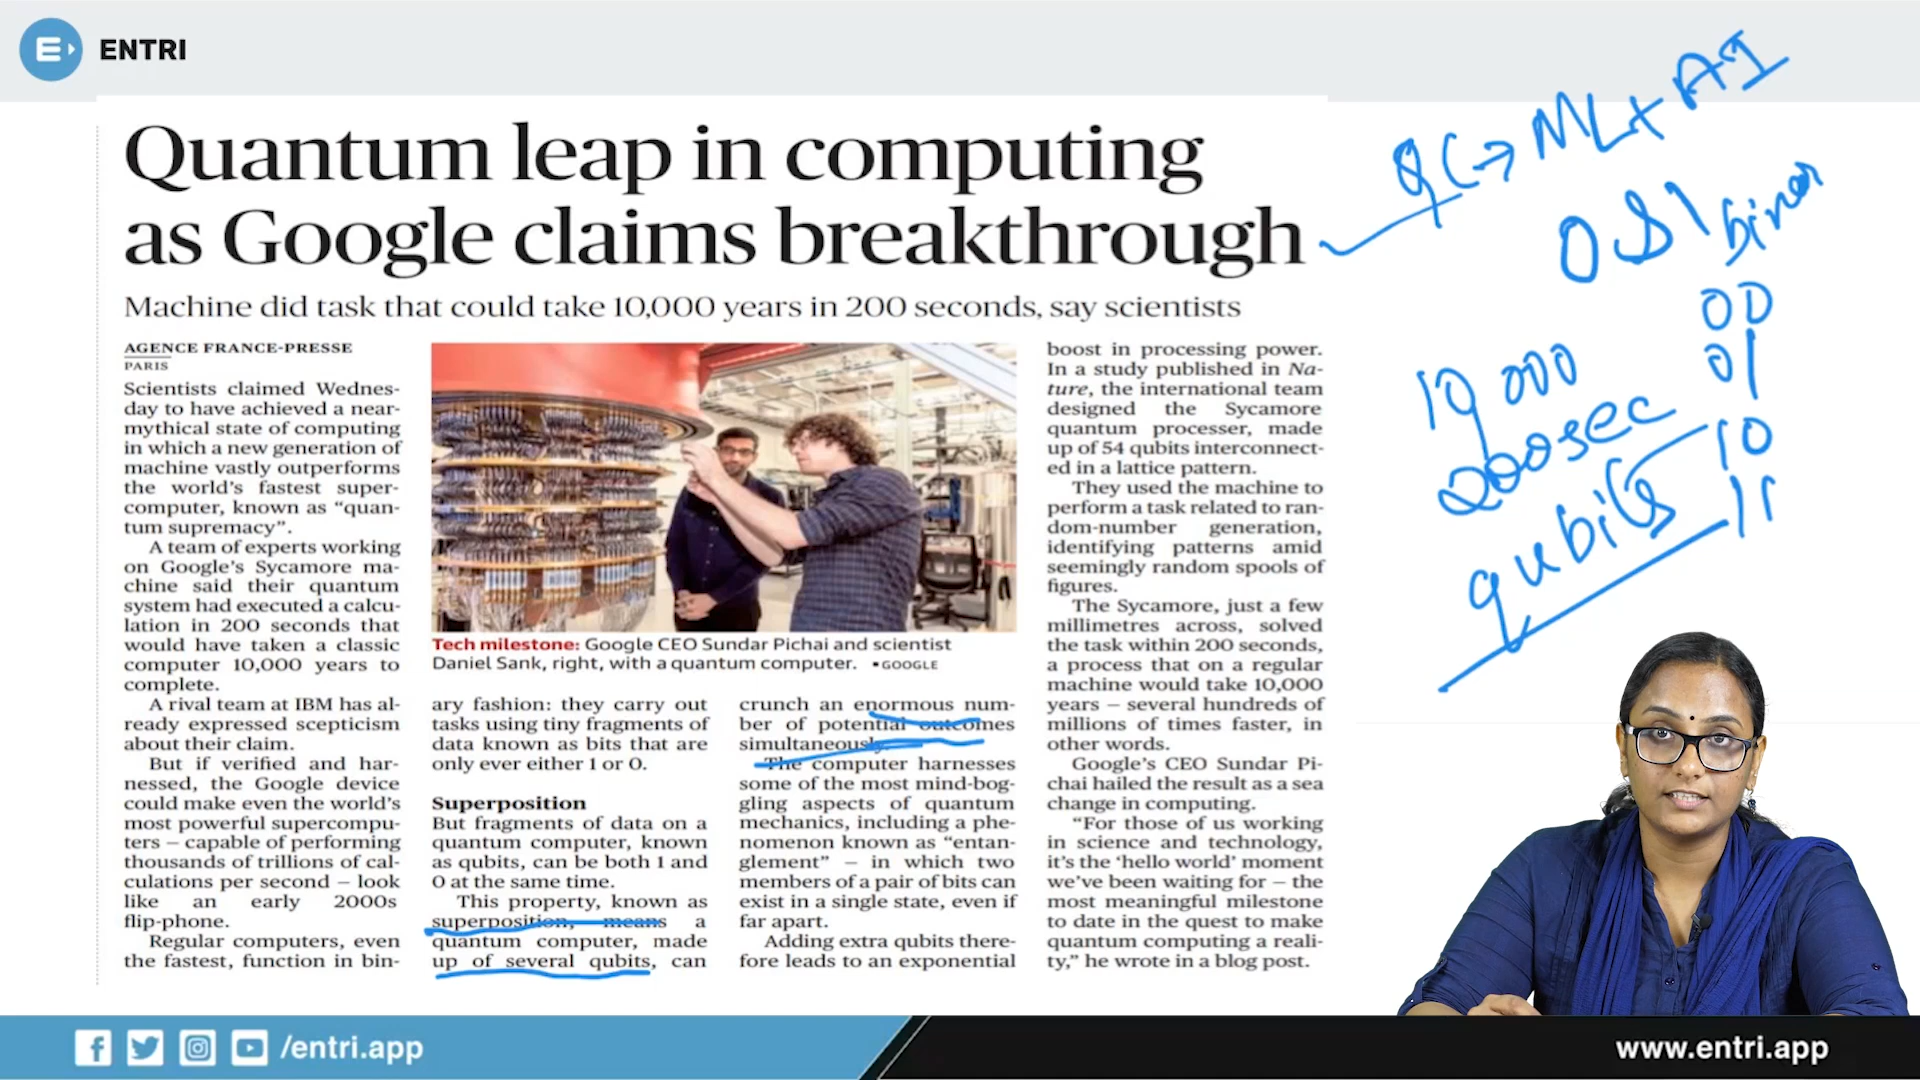 ENTRI
Quantum leap in computing
as Google claims breakthrough
Machine did task that could take 10,000 years in 200 seconds, say scientists
AGENCE FRANCE-PRESSE
PARIS
Scientists claimed Wednes-
day to have achieved a near-
mythical state of computing
in which a new generation of
machine vastly outperforms
the world's fastest super-
computer, known as “quan-
tum supremacy”.
A team of experts working
on Google's Sycamore ma-
chine said their quantum
system had executed a calcu-
lation in 200 seconds that
would have taken a classic
computer 10,000 years to
complete.
A rival team at IBM has al-
ready expressed scepticism
about their claim.
But if verified and har-
nessed, the Google device
could make even the world's
most powerful supercompu-
ters – capable of performing
thousands of trillions of cal-
culations per second – look
like an early 2000s
flip-phone.
Regular computers, even
the fastest, function in bin-
Tech milestone: Google CEO Sundar Pichai and scientist
Daniel Sank, right, with a quantum computer. ▪GOOGLE
ary fashion: they carry out
tasks using tiny fragments of
data known as bits that are
only ever either 1 or 0.
Superposition
But fragments of data on a
quantum computer, known
as qubits, can be both 1 and
0 at the same time.
This property, known as
superposition, means a
quantum computer, made
up of several qubits, can
crunch an enormous num-
ber of potential outcomes
simultaneously.
The computer harnesses
some of the most mind-bog-
gling aspects of quantum
mechanics, including a phe-
nomenon known as “entan-
glement” – in which two
members of a pair of bits can
exist in a single state, even if
far apart.
Adding extra qubits there-
fore leads to an exponential
boost in processing power.
In a study published in Na-
ture, the international team
designed the Sycamore
quantum processer, made
up of 54 qubits interconnect-
ed in a lattice pattern.
They used the machine to
perform a task related to ran-
dom-number generation,
identifying patterns amid
seemingly random spools of
figures.
The Sycamore, just a few
millimetres across, solved
the task within 200 seconds,
a process that on a regular
machine would take 10,000
years – several hundreds of
millions of times faster, in
other words.
Google's CEO Sundar Pi-
chai hailed the result as a sea
change in computing.
“For those of us working
in science and technology,
it's the ‘hello world’ moment
we've been waiting for – the
most meaningful milestone
to date in the quest to make
quantum computing a reali-
ty,” he wrote in a blog post.
QC→ML+AI
0 & 1
00
01
10
11
10,000
200sec
qubits
/entri.app
www.entri.app